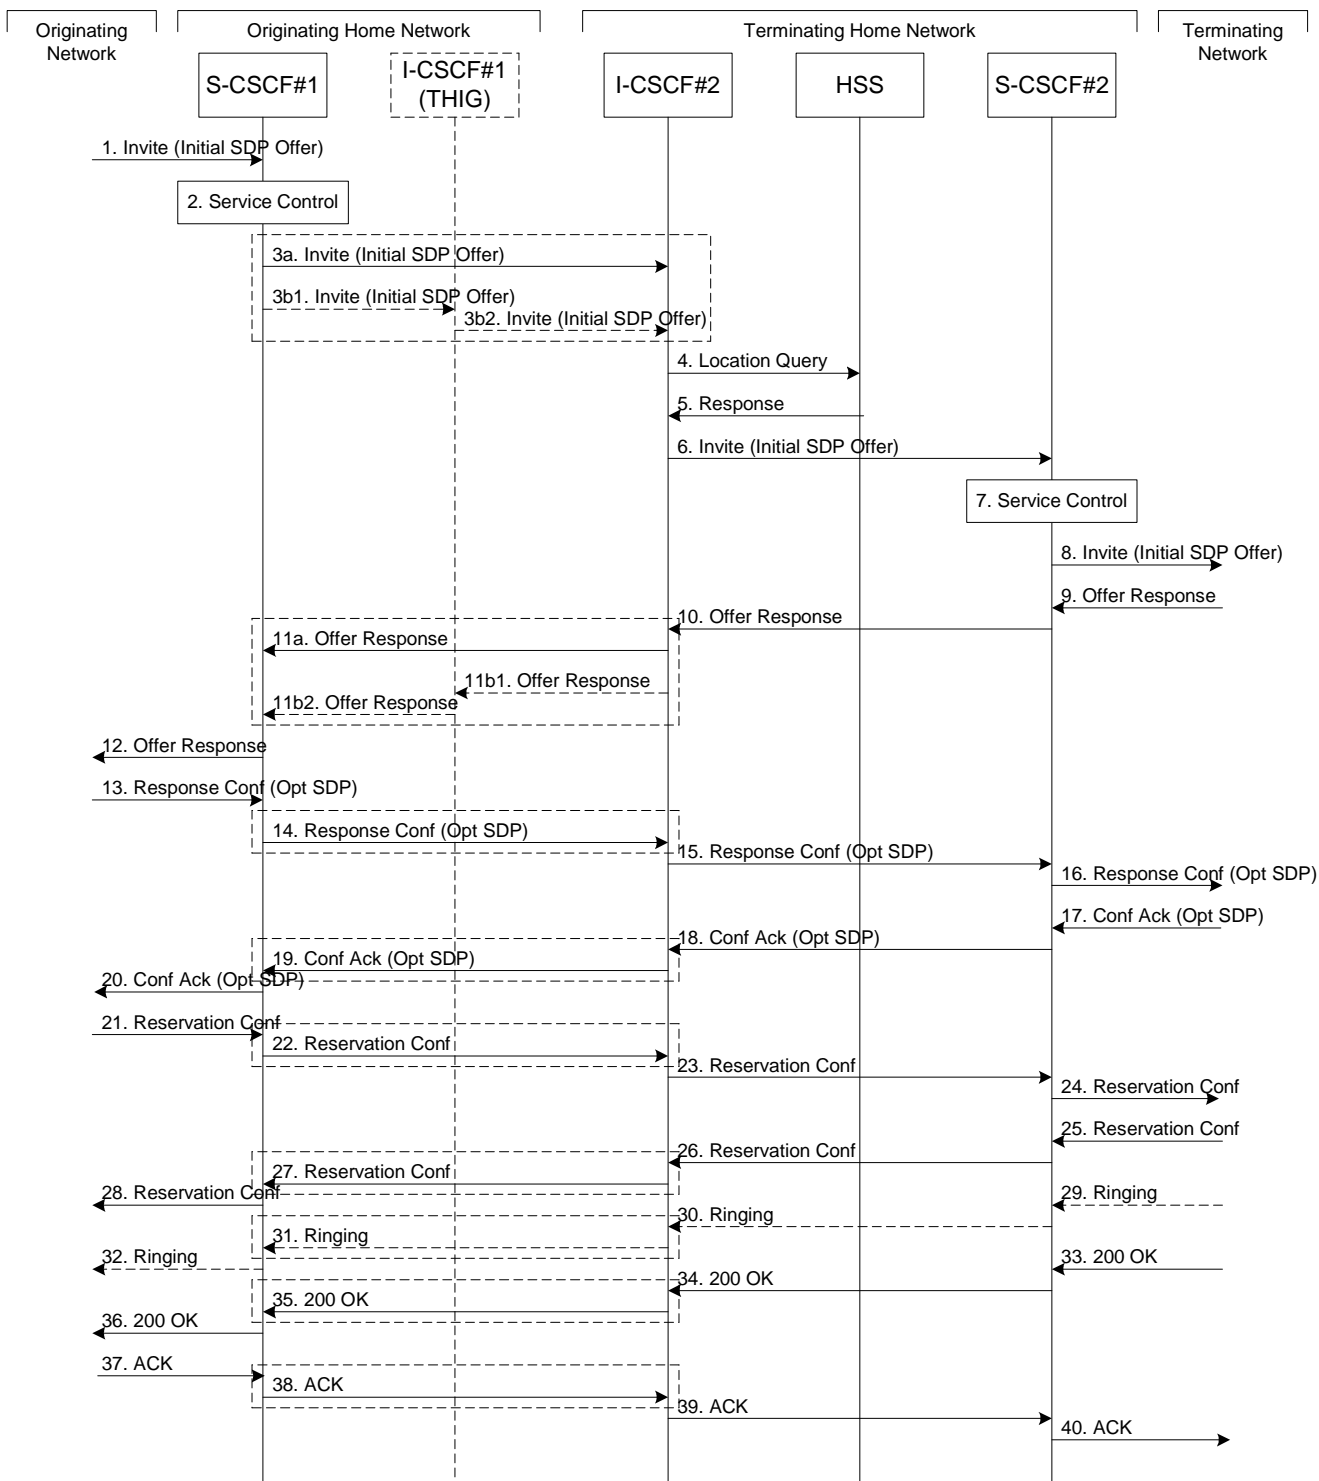 Originating
Network
Originating Home Network
Terminating Home Network
Terminating
Network
S-CSCF#1
I-CSCF#1
(THIG)
I-CSCF#2
HSS
S-CSCF#2
1. Invite (Initial SDP Offer)
2. Service Control
3a. Invite (Initial SDP Offer)
3b1. Invite (Initial SDP Offer)
3b2. Invite (Initial SDP Offer)
4. Location Query
5. Response
6. Invite (Initial SDP Offer)
7. Service Control
8. Invite (Initial SDP Offer)
9. Offer Response
10. Offer Response
11a. Offer Response
11b1. Offer Response
11b2. Offer Response
12. Offer Response
13. Response Conf (Opt SDP)
14. Response Conf (Opt SDP)
15. Response Conf (Opt SDP)
16. Response Conf (Opt SDP)
17. Conf Ack (Opt SDP)
18. Conf Ack (Opt SDP)
19. Conf Ack (Opt SDP)
20. Conf Ack (Opt SDP)
21. Reservation Conf
22. Reservation Conf
23. Reservation Conf
24. Reservation Conf
25. Reservation Conf
26. Reservation Conf
27. Reservation Conf
28. Reservation Conf
29. Ringing
30. Ringing
31. Ringing
32. Ringing
33. 200 OK
34. 200 OK
35. 200 OK
36. 200 OK
37. ACK
38. ACK
39. ACK
40. ACK